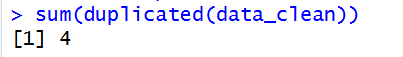 > sum(duplicated(data_clean))
[1] 4